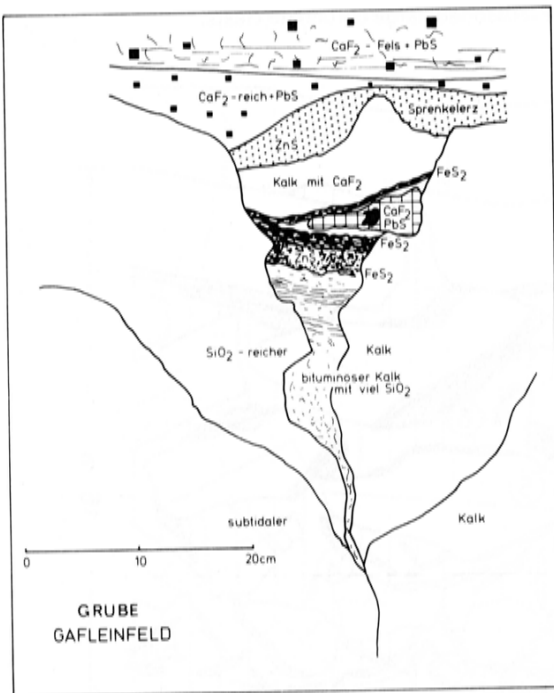 CaF₂ - Fels + PbS
CaF₂ - reich + PbS
Sprenkelerz
ZnS
Kalk mit CaF₂
FeS₂
CaF₂
PbS
FeS₂
ZnS
FeS₂
SiO₂ - reicher
Kalk
bituminoser Kalk
mit viel SiO₂
subtidaler
Kalk
0
10
20cm
GRUBE
GAFLEINFELD